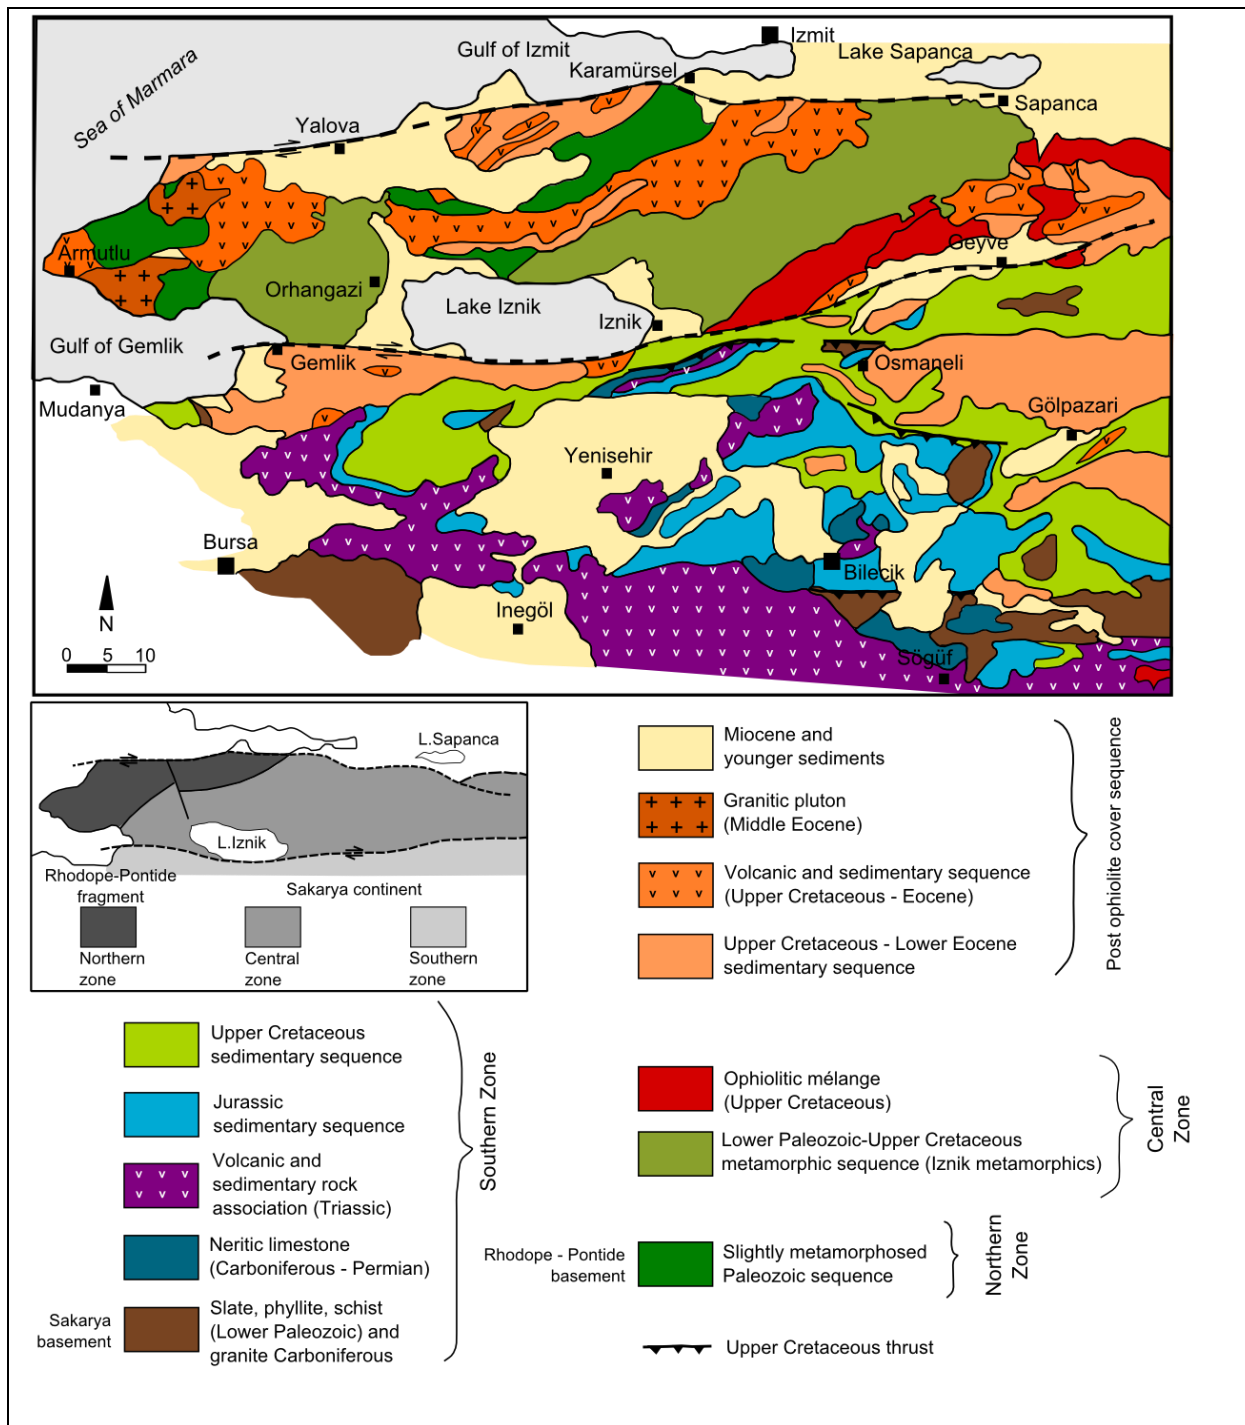 Izmit
Gulf of Izmit
Lake Sapanca
Karamürsel
Sea of Marmara
Sapanca
Yalova
Armutlu
Geyve
Orhangazi
Lake Iznik
Iznik
Gulf of Gemlik
Gemlik
Osmaneli
Mudanya
Gölpazari
Yenisehir
Bursa
Bilecik
Inegöl
N
0 5 10
Sögüf
L.Sapanca
L.Iznik
Rhodope-Pontide
fragment
Sakarya continent
Northern
zone
Central
zone
Southern
zone
Miocene and
younger sediments
Granitic pluton
(Middle Eocene)
Volcanic and sedimentary sequence
(Upper Cretaceous - Eocene)
Upper Cretaceous - Lower Eocene
sedimentary sequence
Post ophiolite cover sequence
Upper Cretaceous
sedimentary sequence
Jurassic
sedimentary sequence
Volcanic and
sedimentary rock
association (Triassic)
Neritic limestone
(Carboniferous - Permian)
Sakarya
basement
Slate, phyllite, schist
(Lower Paleozoic) and
granite Carboniferous
Southern Zone
Ophiolitic mélange
(Upper Cretaceous)
Lower Paleozoic-Upper Cretaceous
metamorphic sequence (Iznik metamorphics)
Central
Zone
Rhodope - Pontide
basement
Slightly metamorphosed
Paleozoic sequence
Northern
Zone
Upper Cretaceous thrust